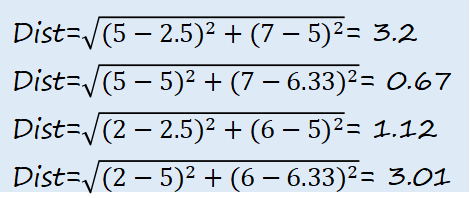 Dist=√(5 − 2.5)² + (7 − 5)²= 3.2
Dist=√(5 − 5)² + (7 − 6.33)²= 0.67
Dist=√(2 − 2.5)² + (6 − 5)²= 1.12
Dist=√(2 − 5)² + (6 − 6.33)²= 3.01